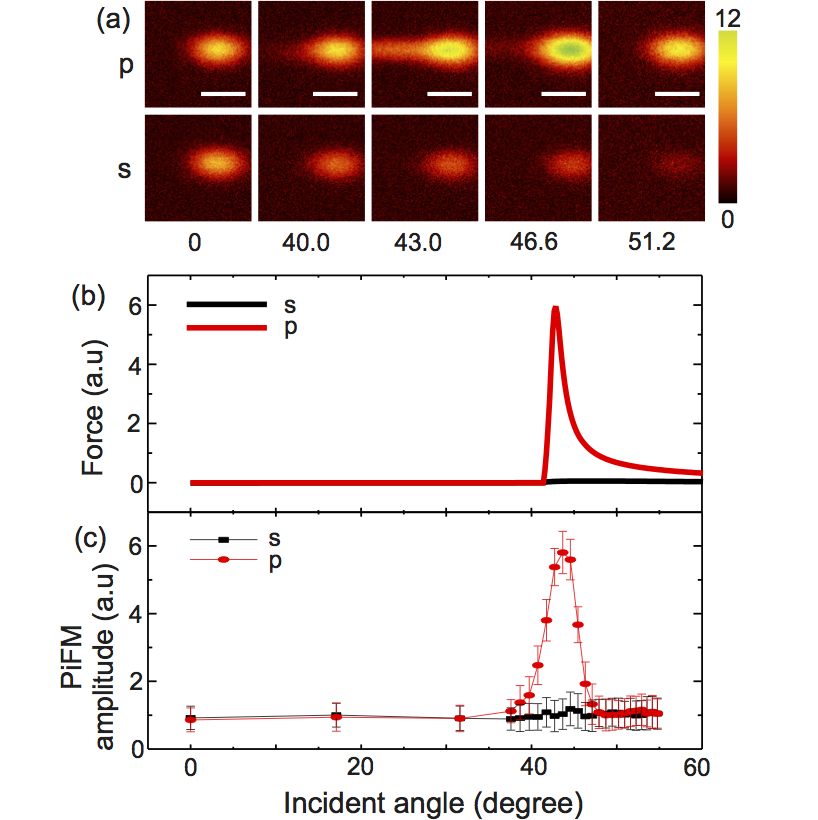 (a)
12
p
s
0
0 40.0 43.0 46.6 51.2
(b)
s
p
6
4
2
0
Force (a.u)
(c)
s
p
6
4
2
0
PiFM
amplitude (a.u)
0 20 40 60
Incident angle (degree)